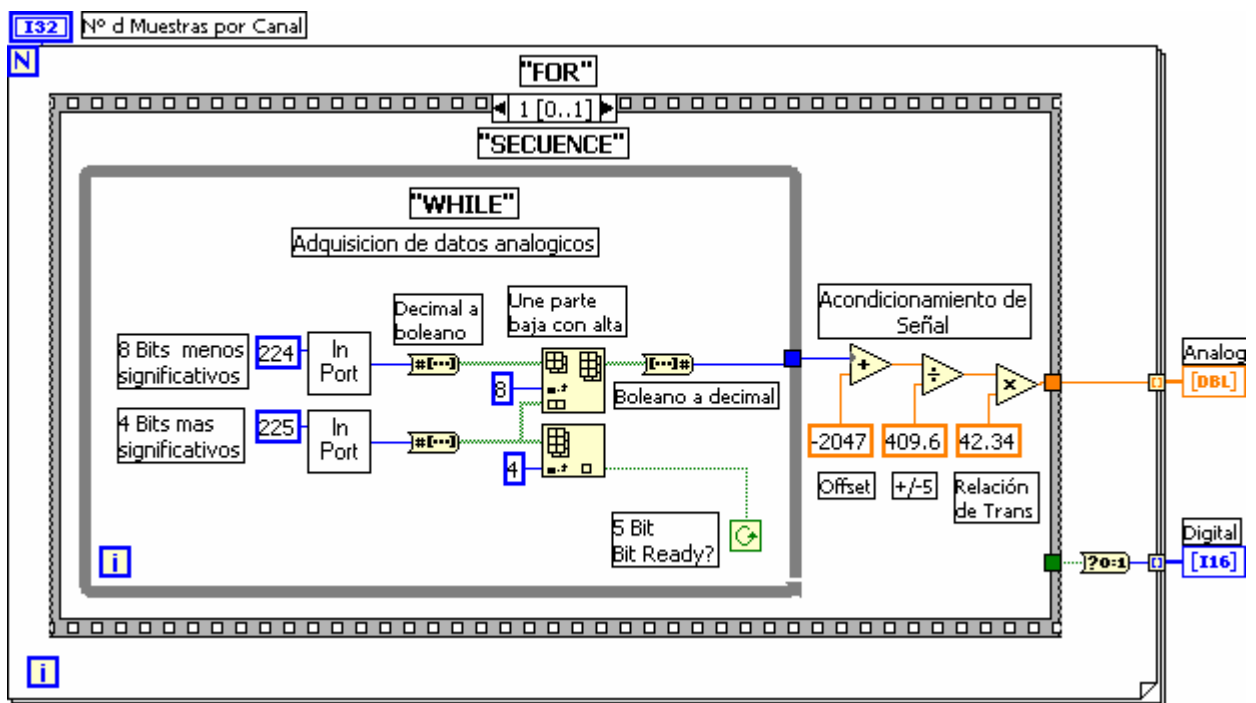 I32
Nº d Muestras por Canal
N
"FOR"
1 [0..1]
"SECUENCE"
"WHILE"
Adquisicion de datos analogicos
Decimal a
boleano
Une parte
baja con alta
8 Bits menos
significativos
224
In
Port
#[...]
8
[...]#
Boleano a decimal
4 Bits mas
significativos
225
In
Port
#[...]
4
5 Bit
Bit Ready?
i
Acondicionamiento de
Señal
+
÷
×
-2047
409.6
42.34
Offset
+/-5
Relación
de Trans
Analog
[DBL]
Digital
?0:1
[I16]
i